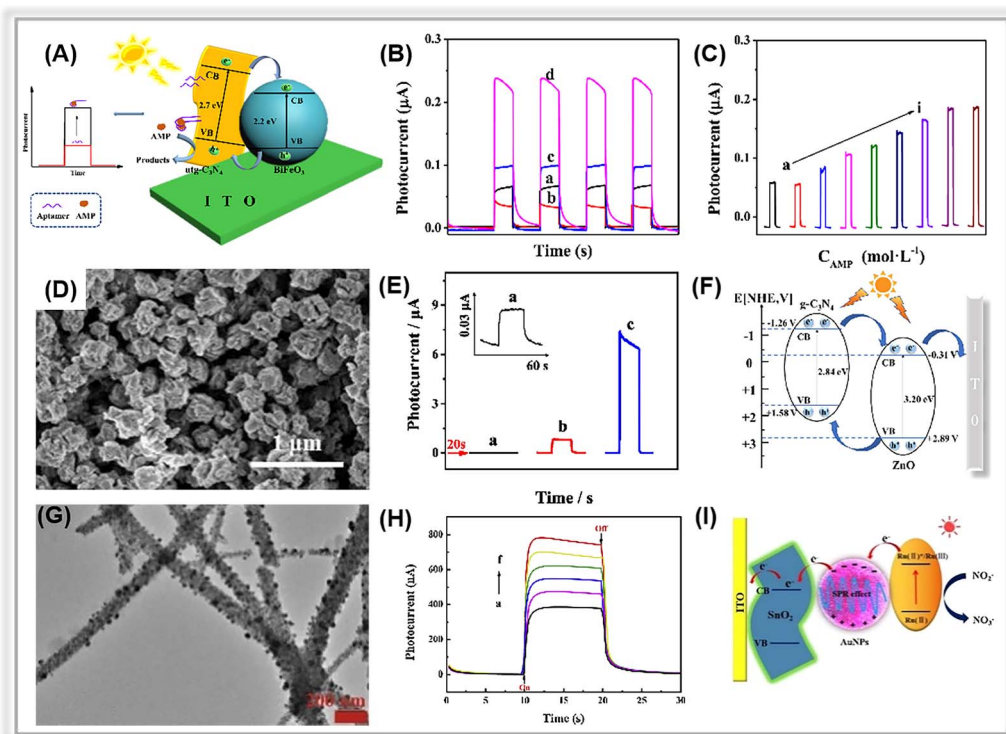 (A)
CB
2.7 eV
VB
utg-C₃N₄
CB
2.2 eV
VB
BiFeO₃
AMP
Products
Photocurrent
Time
Aptamer
AMP
I T O
(B)
Photocurrent (μA)
0.3
0.2
0.1
0.0
d
c
a
b
Time (s)
(C)
Photocurrent (μA)
0.3
0.2
0.1
0.0
a
i
C_AMP (mol·L⁻¹)
(D)
1 μm
(E)
Photocurrent / μA
9
6
3
0
0.03 μA
a
60 s
20s
a
b
c
Time / s
(F)
E[NHE,V]
-1
0
+1
+2
+3
g-C₃N₄
-1.26 V
e⁻ e⁻
CB
2.84 eV
VB
+1.58 V
h⁺ h⁺
CB
e⁻ e⁻
-0.31 V
3.20 eV
VB
h⁺ h⁺
+2.89 V
ZnO
I T O
(G)
200 nm
(H)
Photocurrent (μA)
800
600
400
200
0
f
a
On
Off
0 5 10 15 20 25 30
Time (s)
(I)
ITO
e⁻
CB
e⁻
SnO₂
VB
e⁻
SPR effect
AuNPs
e⁻
Ru(II)*/Ru(III)
Ru(II)
NO₂⁻
NO₃⁻